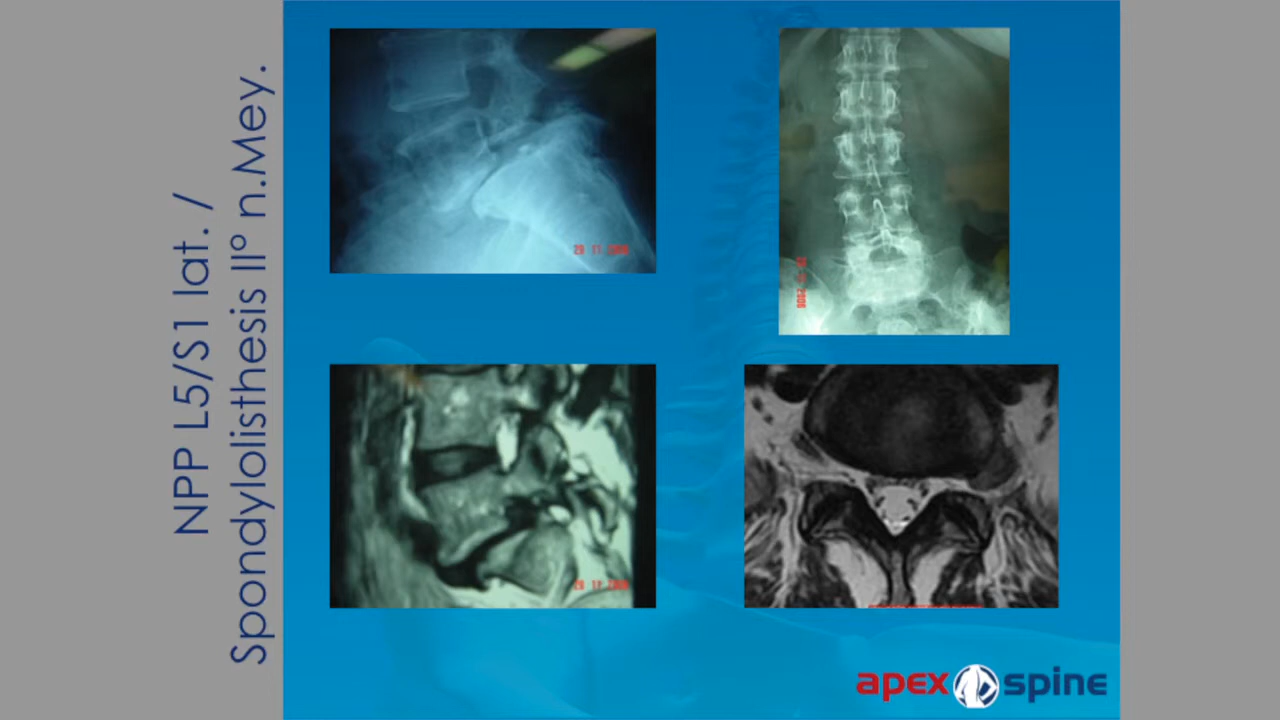 NPP L5/S1 lat. /
Spondylolisthesis II° n.Mey.
apex spine